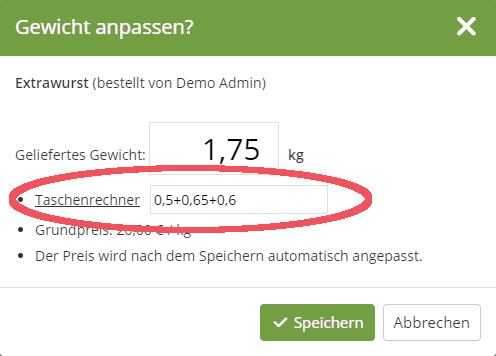 Gewicht anpassen?
Extrawurst (bestellt von Demo Admin)
Geliefertes Gewicht: 1,75 kg
Taschenrechner 0,5+0,65+0,6
Grundpreis: 20,00 € / kg
Der Preis wird nach dem Speichern automatisch angepasst.
Speichern Abbrechen